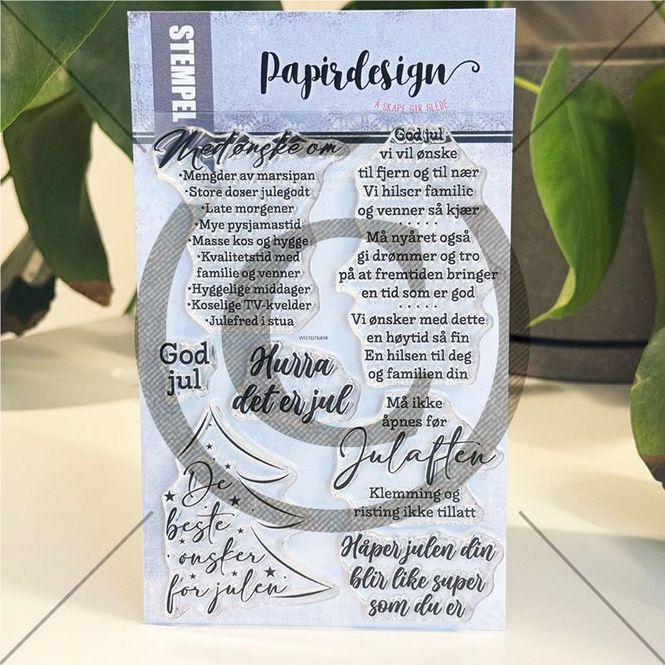 STEMPEL
Papirdesign
Å SKAPE GIR GLEDE
Med ønske om
•Mengder av marsipan
•Store doser julegodt
•Late morgener
•Mye pysjamastid
•Masse kos og hygge
•Kvalitetstid med
familie og venner
•Hyggelige middager
•Koselige TV-kvelder
•Julefred i stua
God jul
vi vil ønske
til fjern og til nær
Vi hilser familie
og venner så kjær
• • • • •
Må nyåret også
gi drømmer og tro
på at fremtiden bringer
en tid som er god
• • • • •
Vi ønsker med dette
en høytid så fin
En hilsen til deg
og familien din
God
jul
Hurra
det er jul
Må ikke
åpnes før
Julaften
Klemming og
risting ikke tillatt
De
beste
ønsker
for julen
Håper julen din
blir like super
som du er